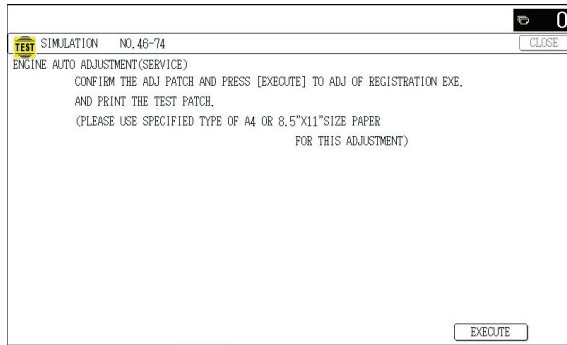 0
TEST SIMULATION NO.46-74 CLOSE
ENGINE AUTO ADJUSTMENT(SERVICE)
CONFIRM THE ADJ PATCH AND PRESS [EXECUTE] TO ADJ OF REGISTRATION EXE.
AND PRINT THE TEST PATCH.
(PLEASE USE SPECIFIED TYPE OF A4 OR 8.5"X11"SIZE PAPER
FOR THIS ADJUSTMENT)
EXECUTE